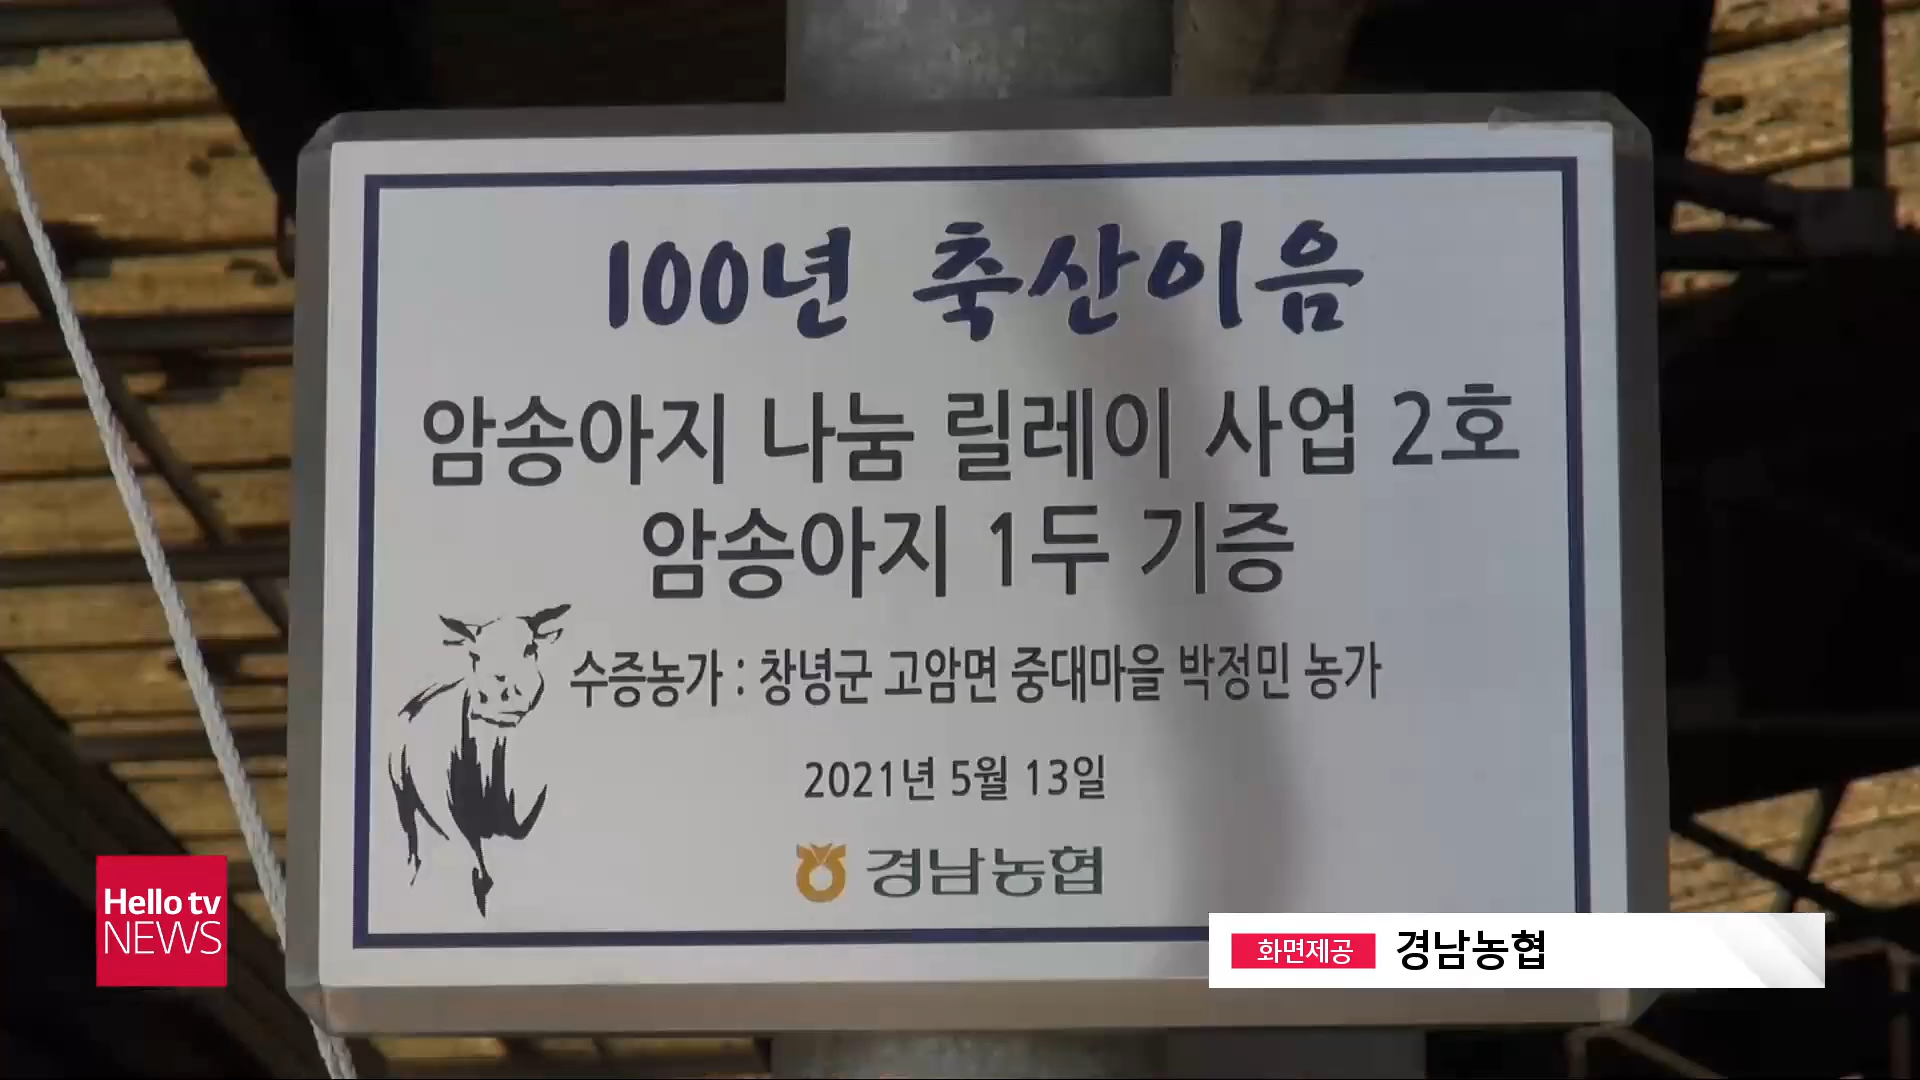 100년 축산이음
암송아지 나눔 릴레이 사업 2호
암송아지 1두 기증
수증농가 : 창녕군 고암면 중대마을 박정민 농가
2021년 5월 13일
경남농협
Hello tv
NEWS
화면제공 경남농협